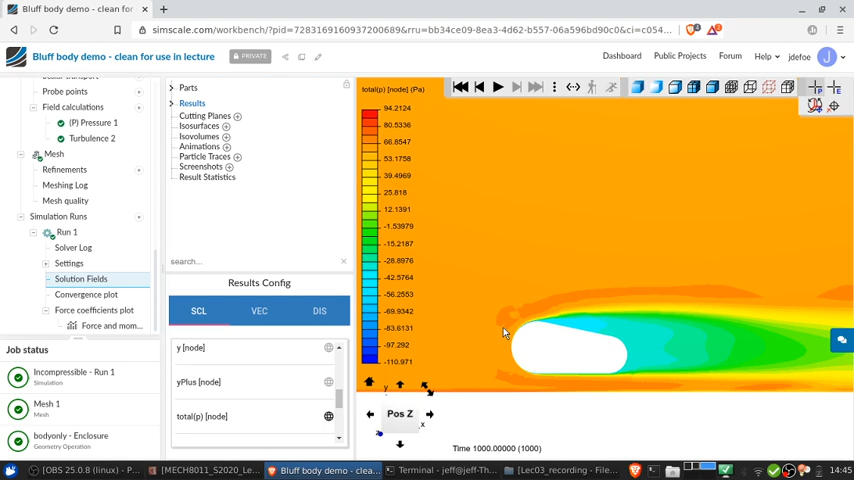 simscale.com/workbench/?pid=7283169160937200689&rru=bb34ce09-8ea3-4d62-b557-06a596bd90c0&ci=c054...
Bluff body demo - clean for use in lecture
PRIVATE
Dashboard
Public Projects
Forum
Help
jdefoe
J
Probe points
Field calculations
(P) Pressure 1
Turbulence 2
Mesh
Refinements
Meshing Log
Mesh quality
Simulation Runs
Run 1
Solver Log
Settings
Solution Fields
Convergence plot
Force coefficients plot
Force and mom...
Job status
Incompressible - Run 1
Simulation
Mesh 1
Mesh
bodyonly - Enclosure
Geometry Operation
Parts
Results
Cutting Planes
Isosurfaces
Isovolumes
Animations
Particle Traces
Screenshots
Result Statistics
search...
Results Config
SCL
VEC
DIS
y [node]
yPlus [node]
total(p) [node]
total(p) [node] (Pa)
94.2124
80.5336
66.8547
53.1758
39.4969
25.818
12.1391
-1.53979
-15.2187
-28.8976
-42.5764
-56.2553
-69.9342
-83.6131
-97.292
-110.971
y
Pos Z
x
z
Time 1000.00000 (1000)
[OBS 25.0.8 (linux) - P...
[MECH8011_S2020_Le...
Bluff body demo - clea...
Terminal - jeff@jeff-Th...
[Lec03_recording - File...
14:45